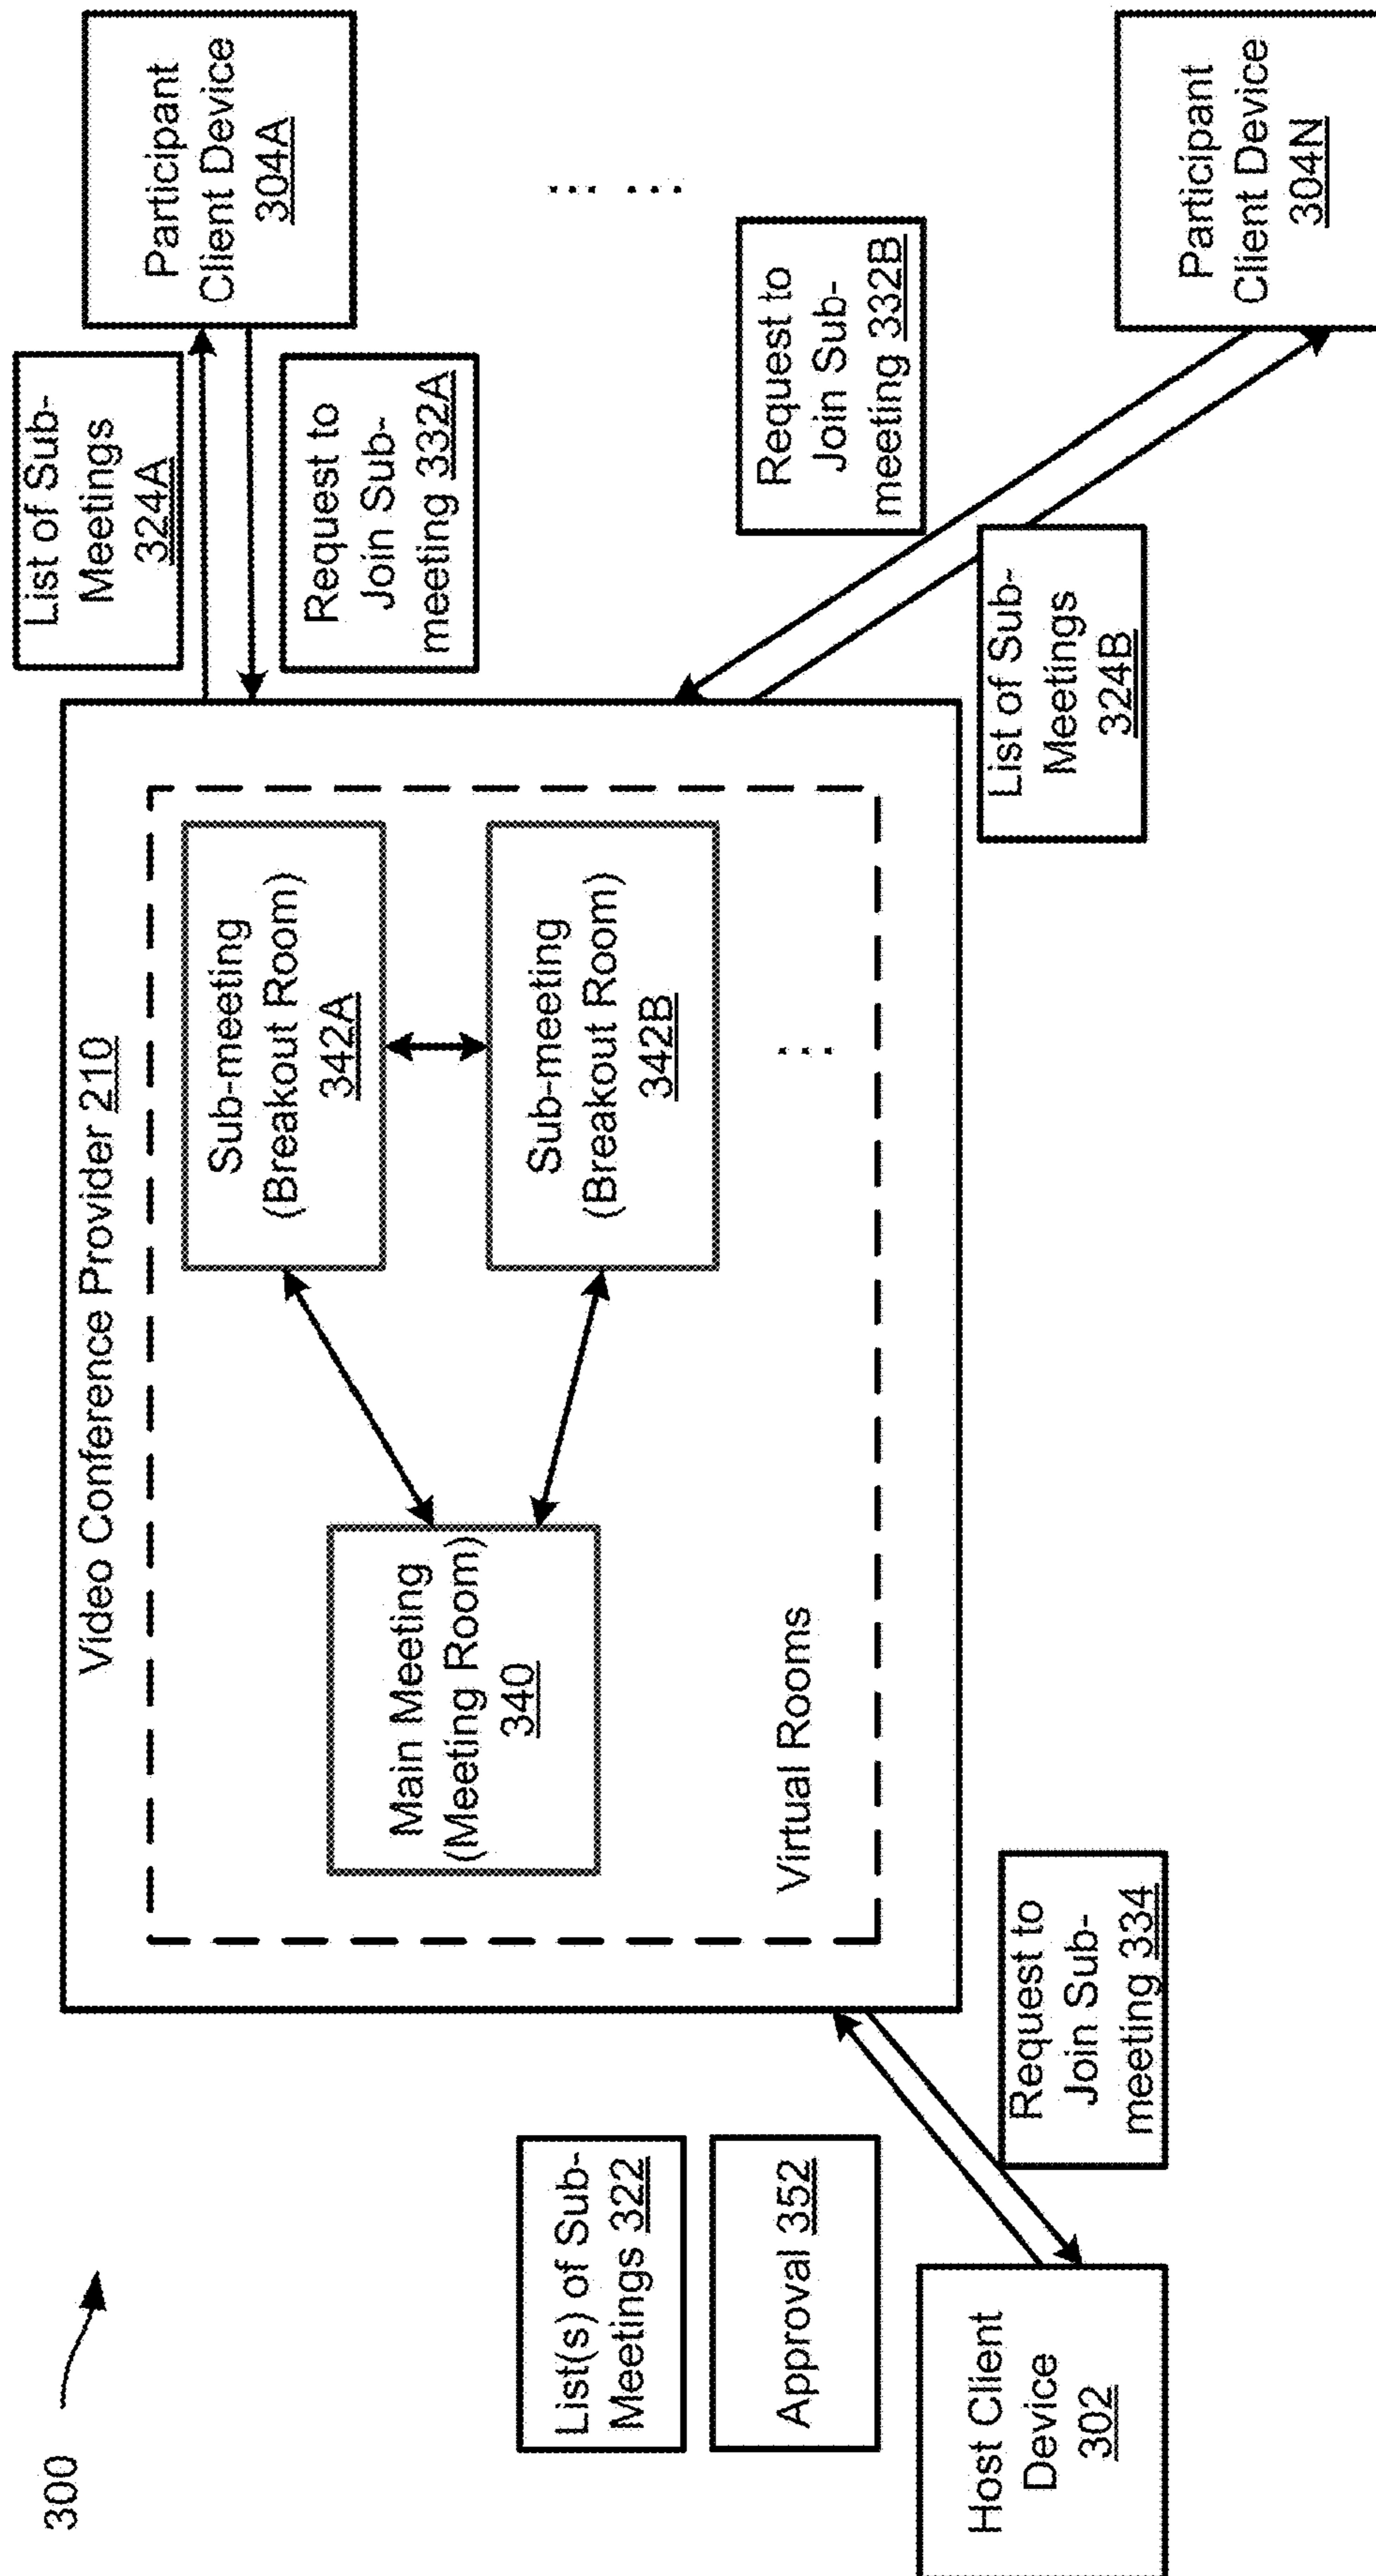 300
Video Conference Provider 210
Main Meeting
(Meeting Room)
340
Sub-meeting
(Breakout Room)
342A
Sub-meeting
(Breakout Room)
342B
...
Virtual Rooms
List(s) of Sub-
Meetings 322
Approval 352
Host Client
Device
302
Request to
Join Sub-
meeting 334
List of Sub-
Meetings
324A
Request to
Join Sub-
meeting 332A
Participant
Client Device
304A
... ...
Request to
Join Sub-
meeting 332B
List of Sub-
Meetings
324B
Participant
Client Device
304N